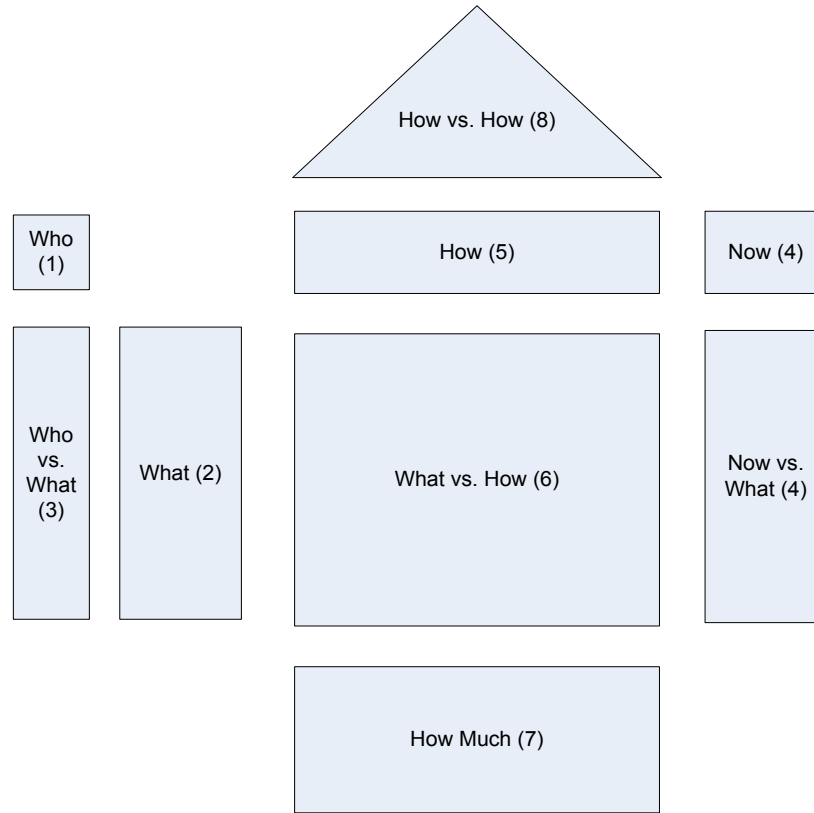 How vs. How (8)
Who
(1)
How (5)
Now (4)
Who
vs.
What
(3)
What (2)
What vs. How (6)
Now vs.
What (4)
How Much (7)